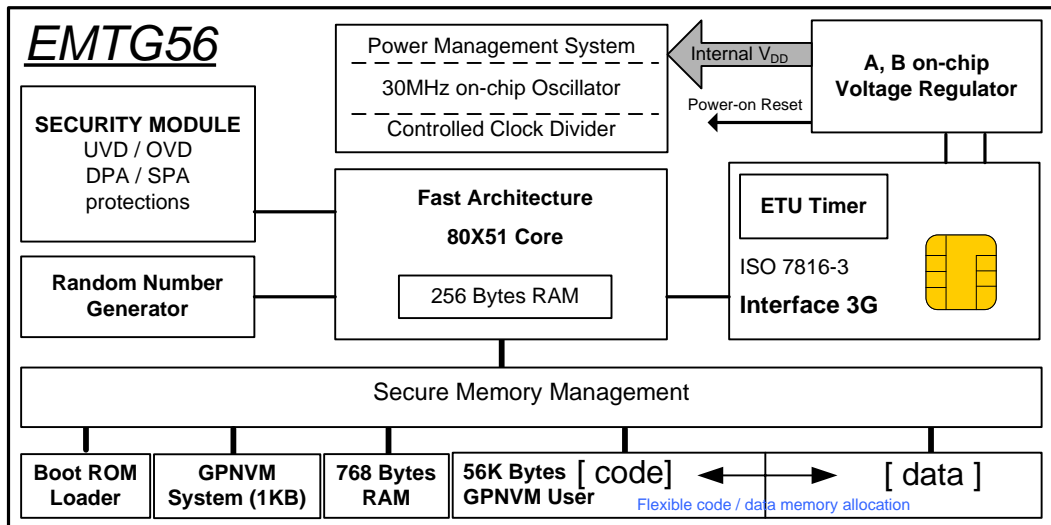 EMTG56
Power Management System
30MHz on-chip Oscillator
Controlled Clock Divider
Internal VDD
Power-on Reset
A, B on-chip
Voltage Regulator
SECURITY MODULE
UVD / OVD
DPA / SPA
protections
Random Number
Generator
Fast Architecture
80X51 Core
256 Bytes RAM
ETU Timer
ISO 7816-3
Interface 3G
Secure Memory Management
Boot ROM
Loader
GPNVM
System (1KB)
768 Bytes
RAM
56K Bytes [ code]
GPNVM User
[ data ]
Flexible code / data memory allocation